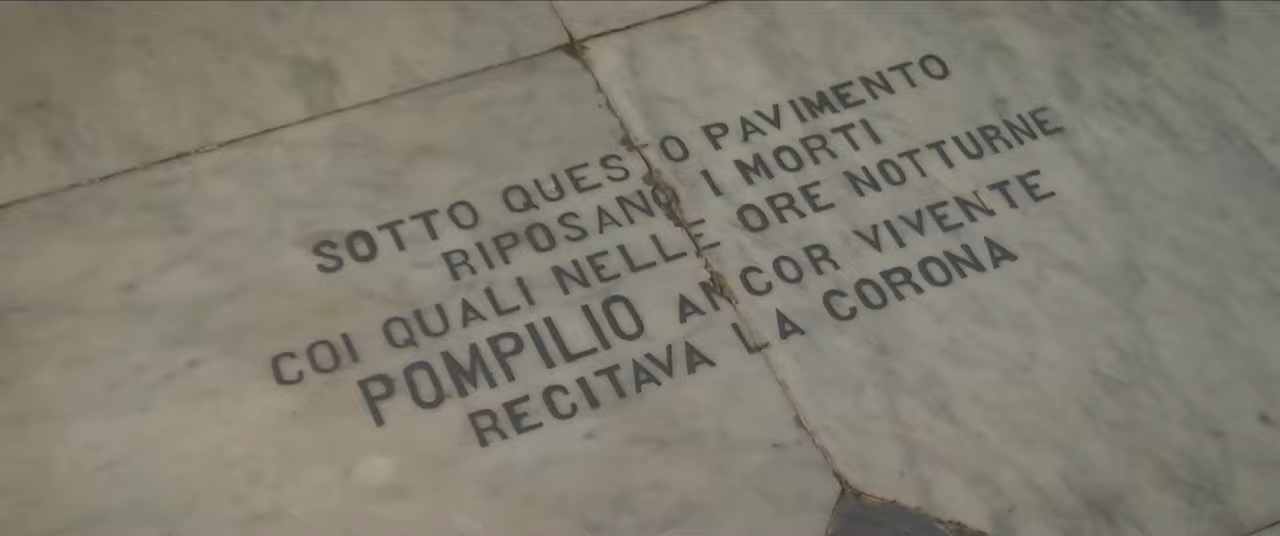 SOTTO QUESTO PAVIMENTO
RIPOSANO I MORTI
COI QUALI NELLE ORE NOTTURNE
POMPILIO ANCOR VIVENTE
RECITAVA LA CORONA